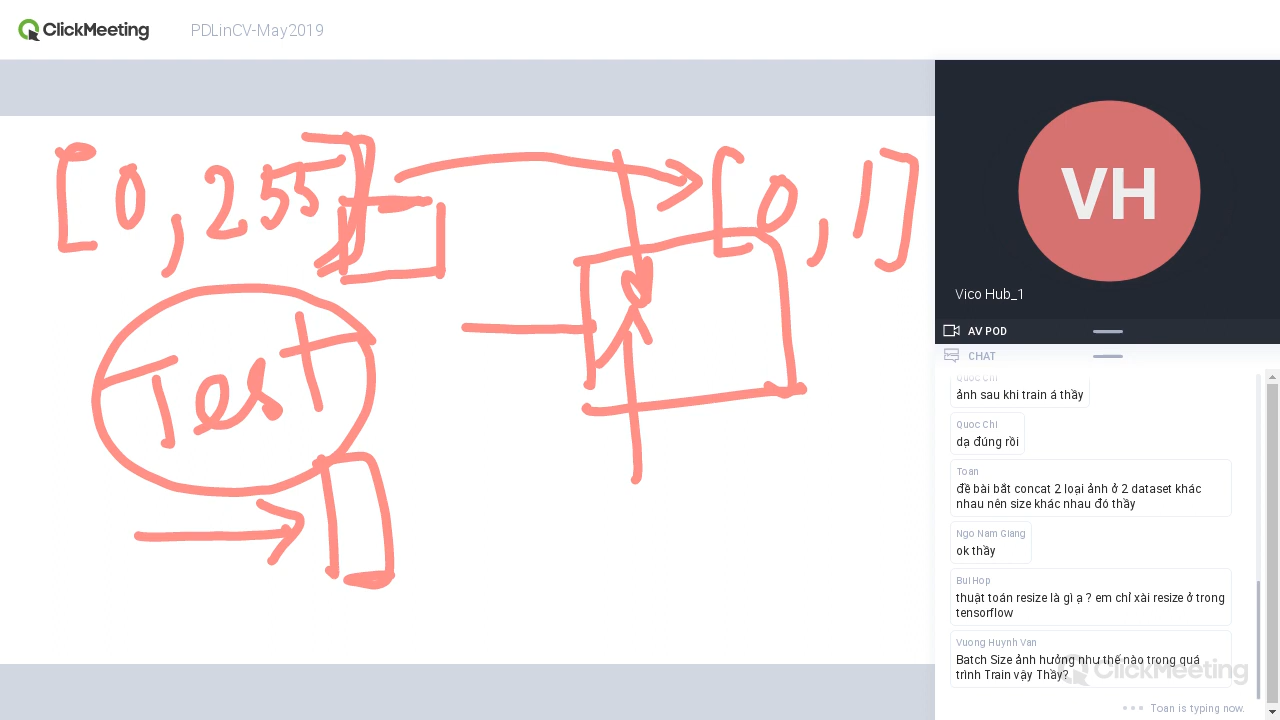 ClickMeeting
PDLinCV-May2019
[0,255]
[0,1]
Test
VH
Vico Hub_1
AV POD
CHAT
Quoc Chi
ảnh sau khi train á thầy
Quoc Chi
dạ đúng rồi
Toan
đề bài bắt concat 2 loại ảnh ở 2 dataset khác
nhau nên size khác nhau đó thầy
Ngo Nam Giang
ok thầy
Bui Hop
thuật toán resize là gì ạ ? em chỉ xài resize ở trong
tensorflow
Vuong Huynh Van
Batch Size ảnh hưởng như thế nào trong quá
trình Train vậy Thầy?
ClickMeeting
Toan is typing now.